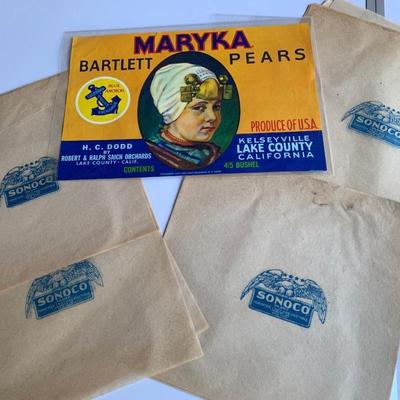 MARYKA
BARTLETT PEARS
BLUE ANCHOR
PRODUCE OF U.S.A.
H. C. DODD
BY
ROBERT & RALPH SAICH ORCHARDS
LAKE COUNTY - CALIF.
KELSEYVILLE
LAKE COUNTY
CALIFORNIA
CONTENTS
4/5 BUSHEL
SONOCO
SONOCO
SONOCO
SONOCO